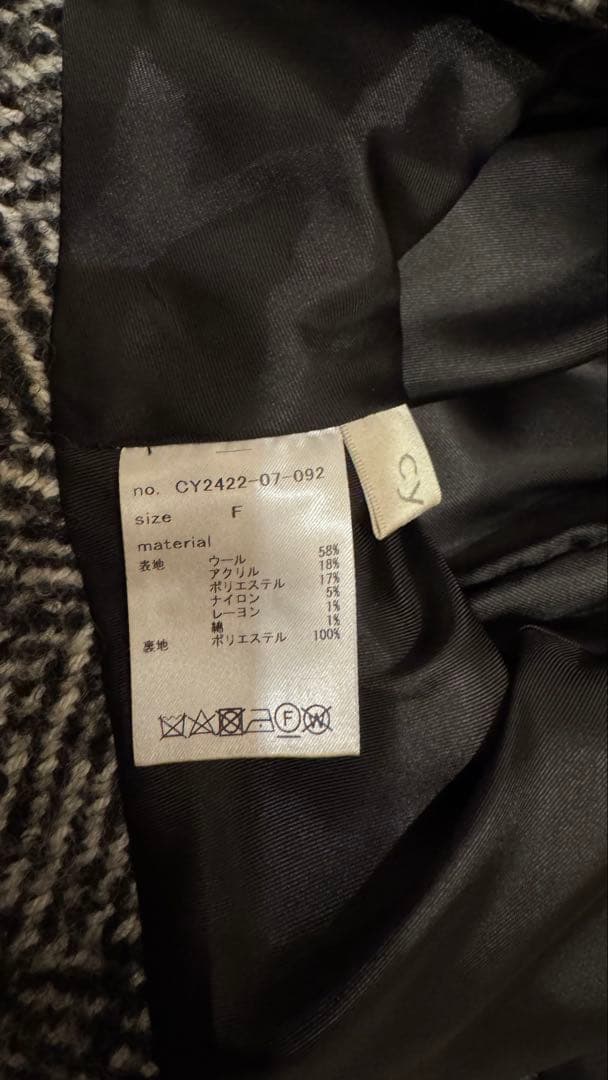 no. CY2422-07-092
size F
material
表地 ウール 58%
アクリル 18%
ポリエステル 17%
ナイロン 5%
レーヨン 1%
綿 1%
裏地 ポリエステル 100%
F W
CY